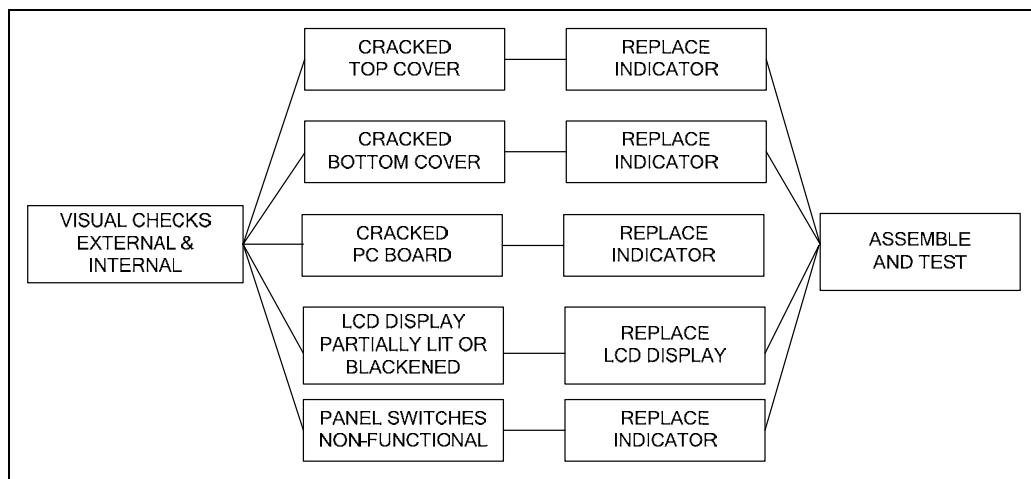 CRACKED
TOP COVER
REPLACE
INDICATOR
CRACKED
BOTTOM COVER
REPLACE
INDICATOR
VISUAL CHECKS
EXTERNAL &
INTERNAL
CRACKED
PC BOARD
REPLACE
INDICATOR
ASSEMBLE
AND TEST
LCD DISPLAY
PARTIALLY LIT OR
BLACKENED
REPLACE
LCD DISPLAY
PANEL SWITCHES
NON-FUNCTIONAL
REPLACE
INDICATOR